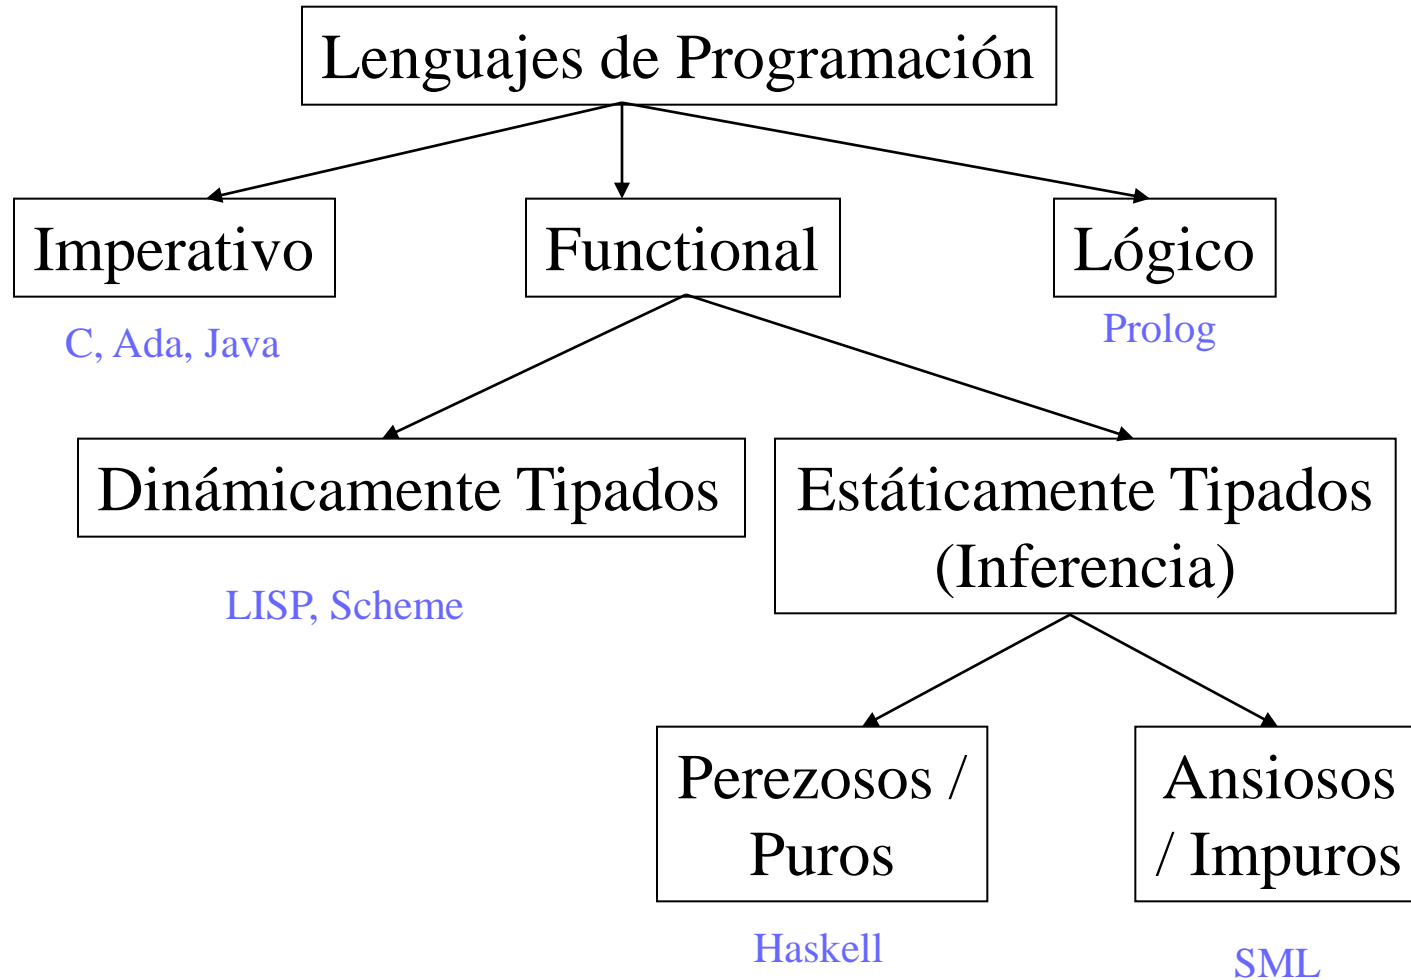 Lenguajes de Programación
Imperativo
Functional
Lógico
C, Ada, Java
Prolog
Dinámicamente Tipados
Estáticamente Tipados
(Inferencia)
LISP, Scheme
Perezosos /
Puros
Ansiosos
/ Impuros
Haskell
SML